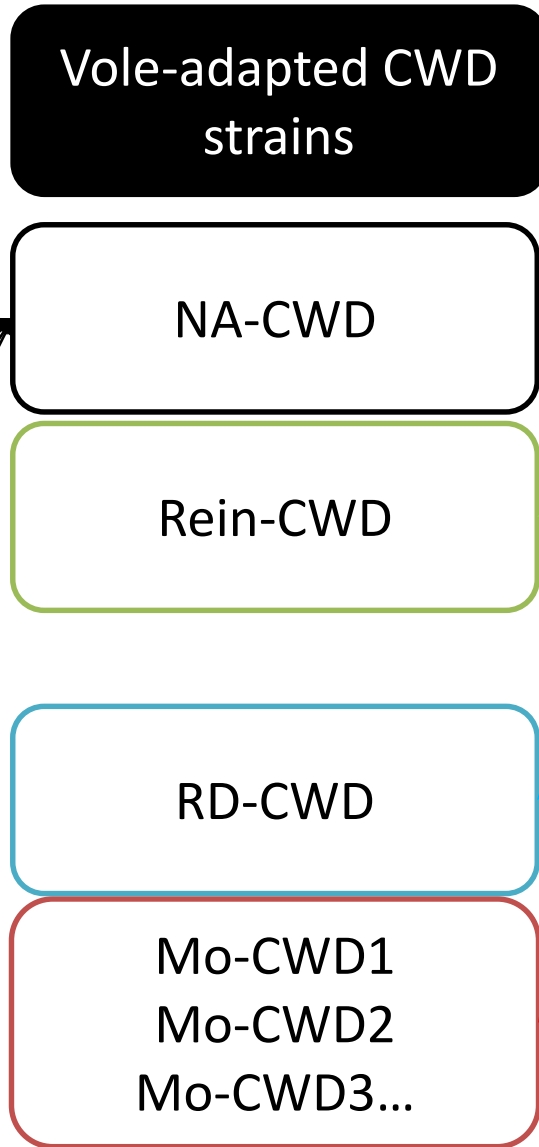 Vole-adapted CWD
strains
NA-CWD
Rein-CWD
RD-CWD
Mo-CWD1
Mo-CWD2
Mo-CWD3...